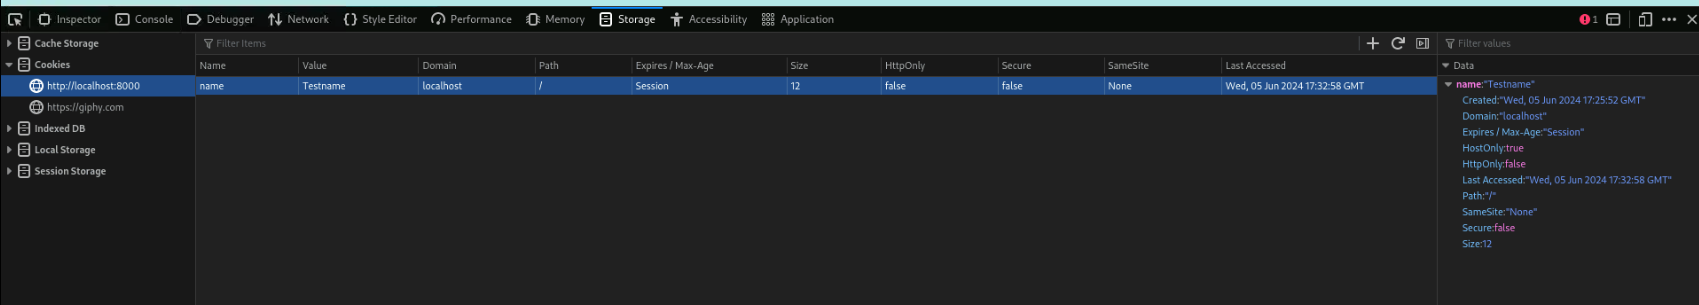 Inspector Console Debugger Network Style Editor Performance Memory Storage Accessibility Application 1
Cache Storage
Cookies
http://localhost:8000
https://giphy.com
Indexed DB
Local Storage
Session Storage
Filter Items
Name Value Domain Path Expires / Max-Age Size HttpOnly Secure SameSite Last Accessed
name Testname localhost / Session 12 false false None Wed, 05 Jun 2024 17:32:58 GMT
Filter values
Data
name:"Testname"
Created:"Wed, 05 Jun 2024 17:25:52 GMT"
Domain:"localhost"
Expires / Max-Age:"Session"
HostOnly:true
HttpOnly:false
Last Accessed:"Wed, 05 Jun 2024 17:32:58 GMT"
Path:"/"
SameSite:"None"
Secure:false
Size:12